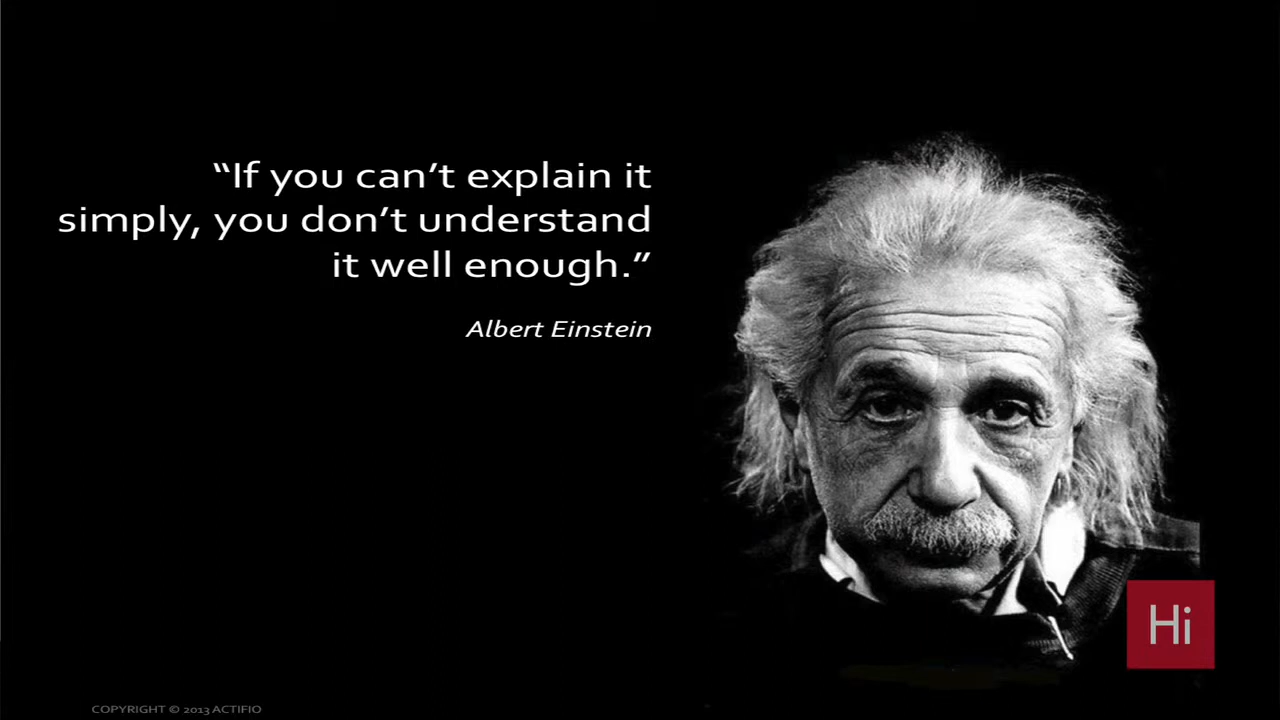 “If you can’t explain it
simply, you don’t understand
it well enough.”
Albert Einstein
Hi
COPYRIGHT © 2013 ACTIFIO